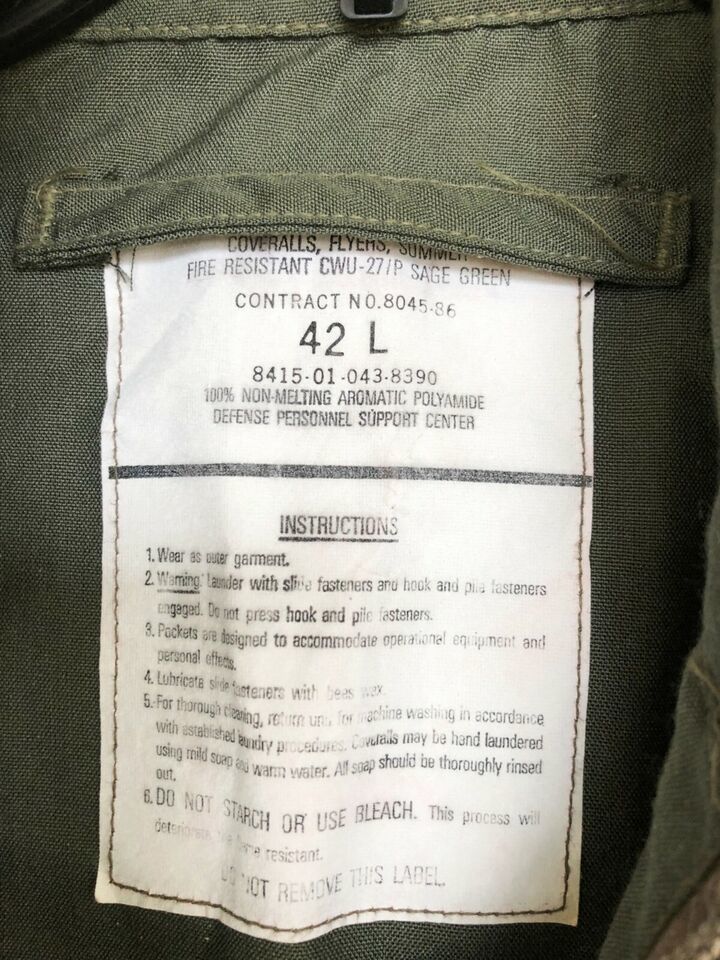 COVERALLS, FLYERS, SUMMER
FIRE RESISTANT CWU-27/P SAGE GREEN
CONTRACT NO.8045-86
42 L
8415-01-043-8390
100% NON-MELTING AROMATIC POLYAMIDE
DEFENSE PERSONNEL SUPPORT CENTER
INSTRUCTIONS
1. Wear as outer garment.
2. Warning: Launder with slide fasteners and hook and pile fasteners
engaged. Do not press hook and pile fasteners.
3. Pockets are designed to accommodate operational equipment and
personal effects.
4. Lubricate slide fasteners with bees wax.
5. For thorough cleaning, return unit for machine washing in accordance
with established laundry procedures. Coveralls may be hand laundered
using mild soap and warm water. All soap should be thoroughly rinsed
out.
6. DO NOT STARCH OR USE BLEACH. This process will
deteriorate resistant.
DO NOT REMOVE THIS LABEL.